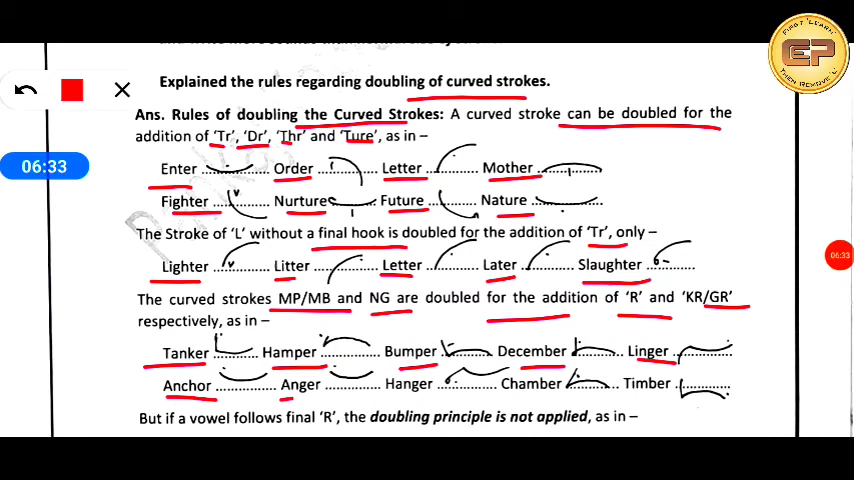 Explained the rules regarding doubling of curved strokes.
Ans. Rules of doubling the Curved Strokes: A curved stroke can be doubled for the
addition of 'Tr', 'Dr', 'Thr' and 'Ture', as in –
Enter Order Letter Mother
Fighter Nurture Future Nature
The Stroke of 'L' without a final hook is doubled for the addition of 'Tr', only –
Lighter Litter Letter Later Slaughter
The curved strokes MP/MB and NG are doubled for the addition of 'R' and 'KR/GR'
respectively, as in –
Tanker Hamper Bumper December Linger
Anchor Anger Hanger Chamber Timber
But if a vowel follows final 'R', the doubling principle is not applied, as in –
06:33
06:33
FIRST 'LEARN'
EP
THEN REMOVE 'L'